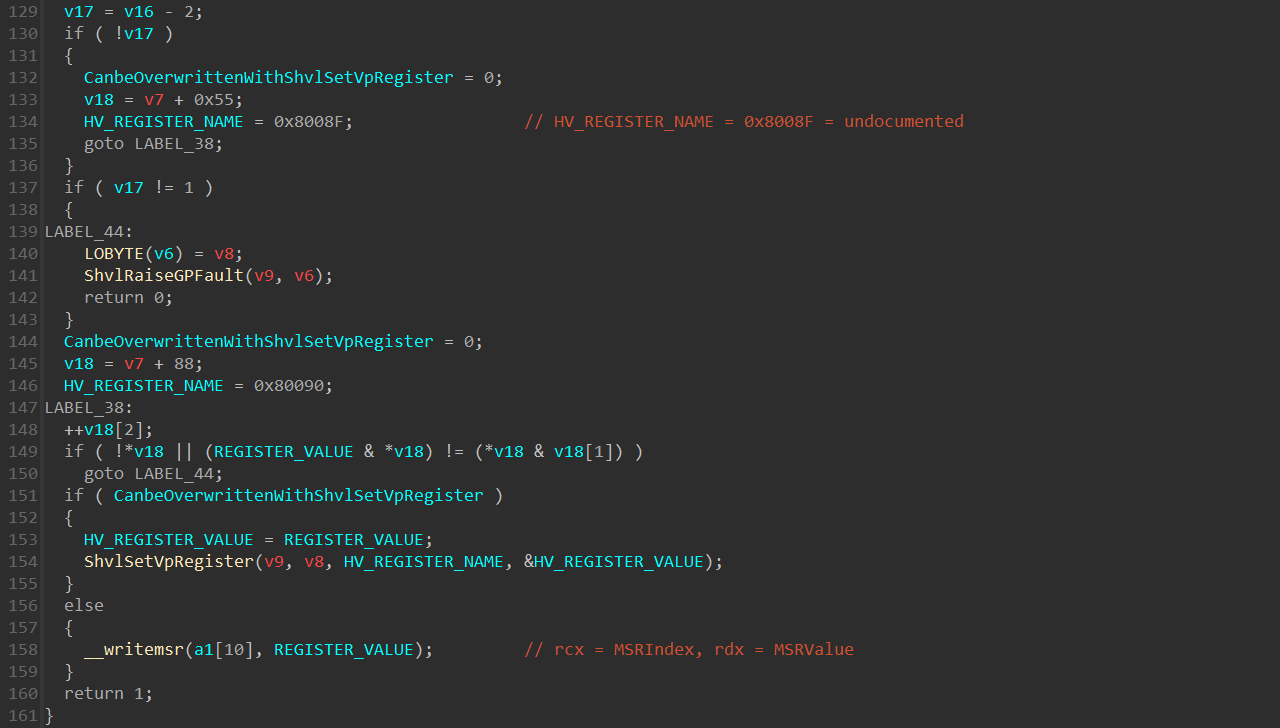 129 v17 = v16 - 2;
130 if ( !v17 )
131 {
132 CanbeOverwrittenWithShvlSetVpRegister = 0;
133 v18 = v7 + 0x55;
134 HV_REGISTER_NAME = 0x8008F; // HV_REGISTER_NAME = 0x8008F = undocumented
135 goto LABEL_38;
136 }
137 if ( v17 != 1 )
138 {
139 LABEL_44:
140 LOBYTE(v6) = v8;
141 ShvlRaiseGPFault(v9, v6);
142 return 0;
143 }
144 CanbeOverwrittenWithShvlSetVpRegister = 0;
145 v18 = v7 + 88;
146 HV_REGISTER_NAME = 0x80090;
147 LABEL_38:
148 ++v18[2];
149 if ( !*v18 || (REGISTER_VALUE & *v18) != (*v18 & v18[1]) )
150 goto LABEL_44;
151 if ( CanbeOverwrittenWithShvlSetVpRegister )
152 {
153 HV_REGISTER_VALUE = REGISTER_VALUE;
154 ShvlSetVpRegister(v9, v8, HV_REGISTER_NAME, &HV_REGISTER_VALUE);
155 }
156 else
157 {
158 __writemsr(a1[10], REGISTER_VALUE); // rcx = MSRIndex, rdx = MSRValue
159 }
160 return 1;
161 }